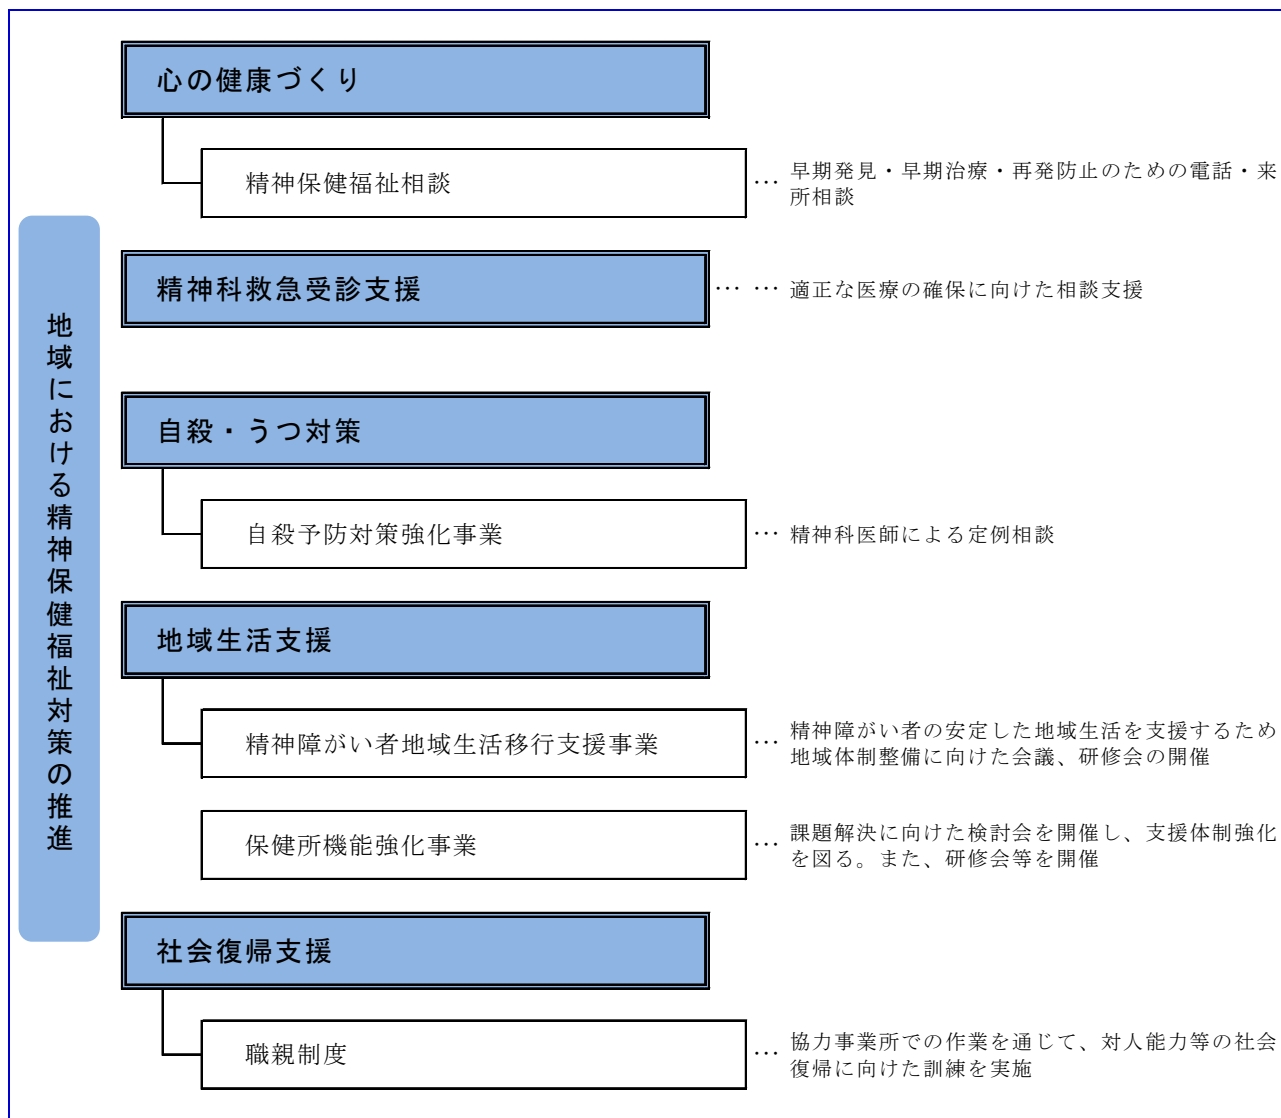 地域における精神保健福祉対策の推進
心の健康づくり
精神保健福祉相談
… 早期発見・早期治療・再発防止のための電話・来
所相談
精神科救急受診支援
… … 適正な医療の確保に向けた相談支援
自殺・うつ対策
自殺予防対策強化事業
… 精神科医師による定例相談
地域生活支援
精神障がい者地域生活移行支援事業
… 精神障がい者の安定した地域生活を支援するため
地域体制整備に向けた会議、研修会の開催
保健所機能強化事業
… 課題解決に向けた検討会を開催し、支援体制強化
を図る。また、研修会等を開催
社会復帰支援
職親制度
… 協力事業所での作業を通じて、対人能力等の社会
復帰に向けた訓練を実施